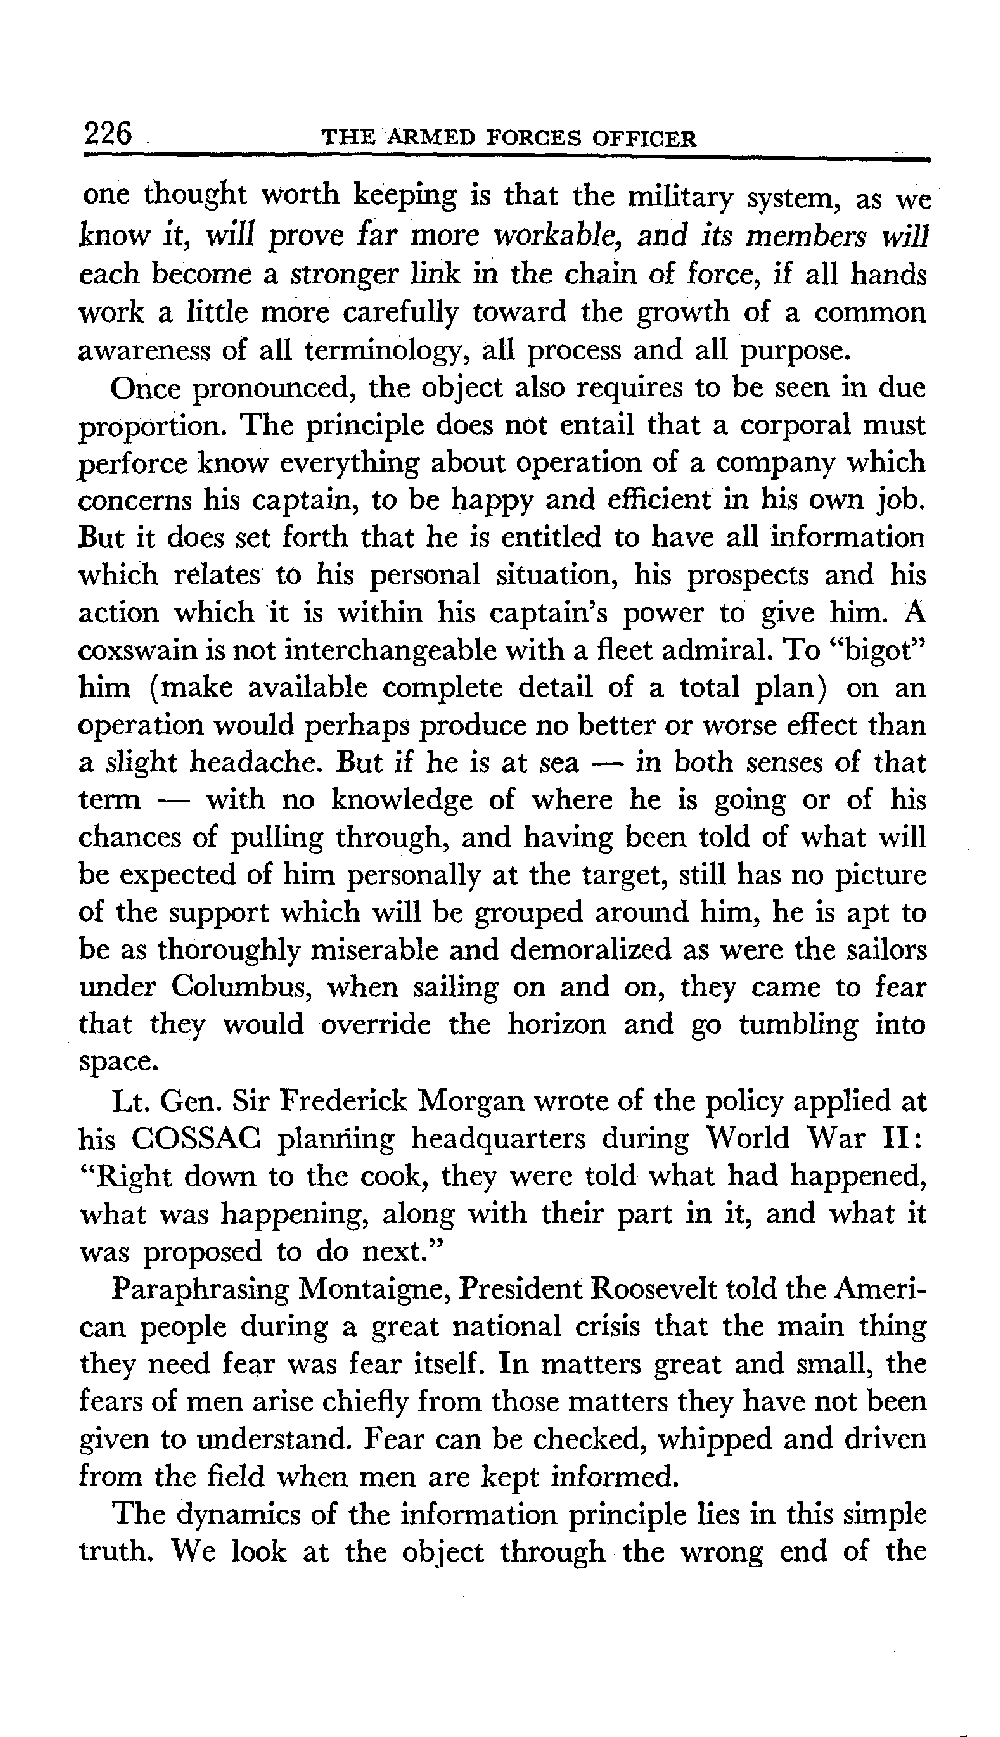 226 THE ARMED FORCES OFFICER
one thought worth keeping is that the military system, as we
know it, will prove far more workable, and its members will
each become a stronger link in the chain of force, if all hands
work a little more carefully toward the growth of a common
awareness of all terminology, all process and all purpose.
Once pronounced, the object also requires to be seen in due
proportion. The principle does not entail that a corporal must
perforce know everything about operation of a company which
concerns his captain, to be happy and efficient in his own job.
But it does set forth that he is entitled to have all information
which relates to his personal situation, his prospects and his
action which it is within his captain's power to give him. A
coxswain is not interchangeable with a fleet admiral. To "bigot"
him (make available complete detail of a total plan) on an
operation would perhaps produce no better or worse effect than
a slight headache. But if he is at sea — in both senses of that
term — with no knowledge of where he is going or of his
chances of pulling through, and having been told of what will
be expected of him personally at the target, still has no picture
of the support which will be grouped around him, he is apt to
be as thoroughly miserable and demoralized as were the sailors
under Columbus, when sailing on and on, they came to fear
that they would override the horizon and go tumbling into
space.
Lt. Gen. Sir Frederick Morgan wrote of the policy applied at
his COSSAC planning headquarters during World War II:
"Right down to the cook, they were told what had happened,
what was happening, along with their part in it, and what it
was proposed to do next."
Paraphrasing Montaigne, President Roosevelt told the Ameri-
can people during a great national crisis that the main thing
they need fear was fear itself. In matters great and small, the
fears of men arise chiefly from those matters they have not been
given to understand. Fear can be checked, whipped and driven
from the field when men are kept informed.
The dynamics of the information principle lies in this simple
truth. We look at the object through the wrong end of the